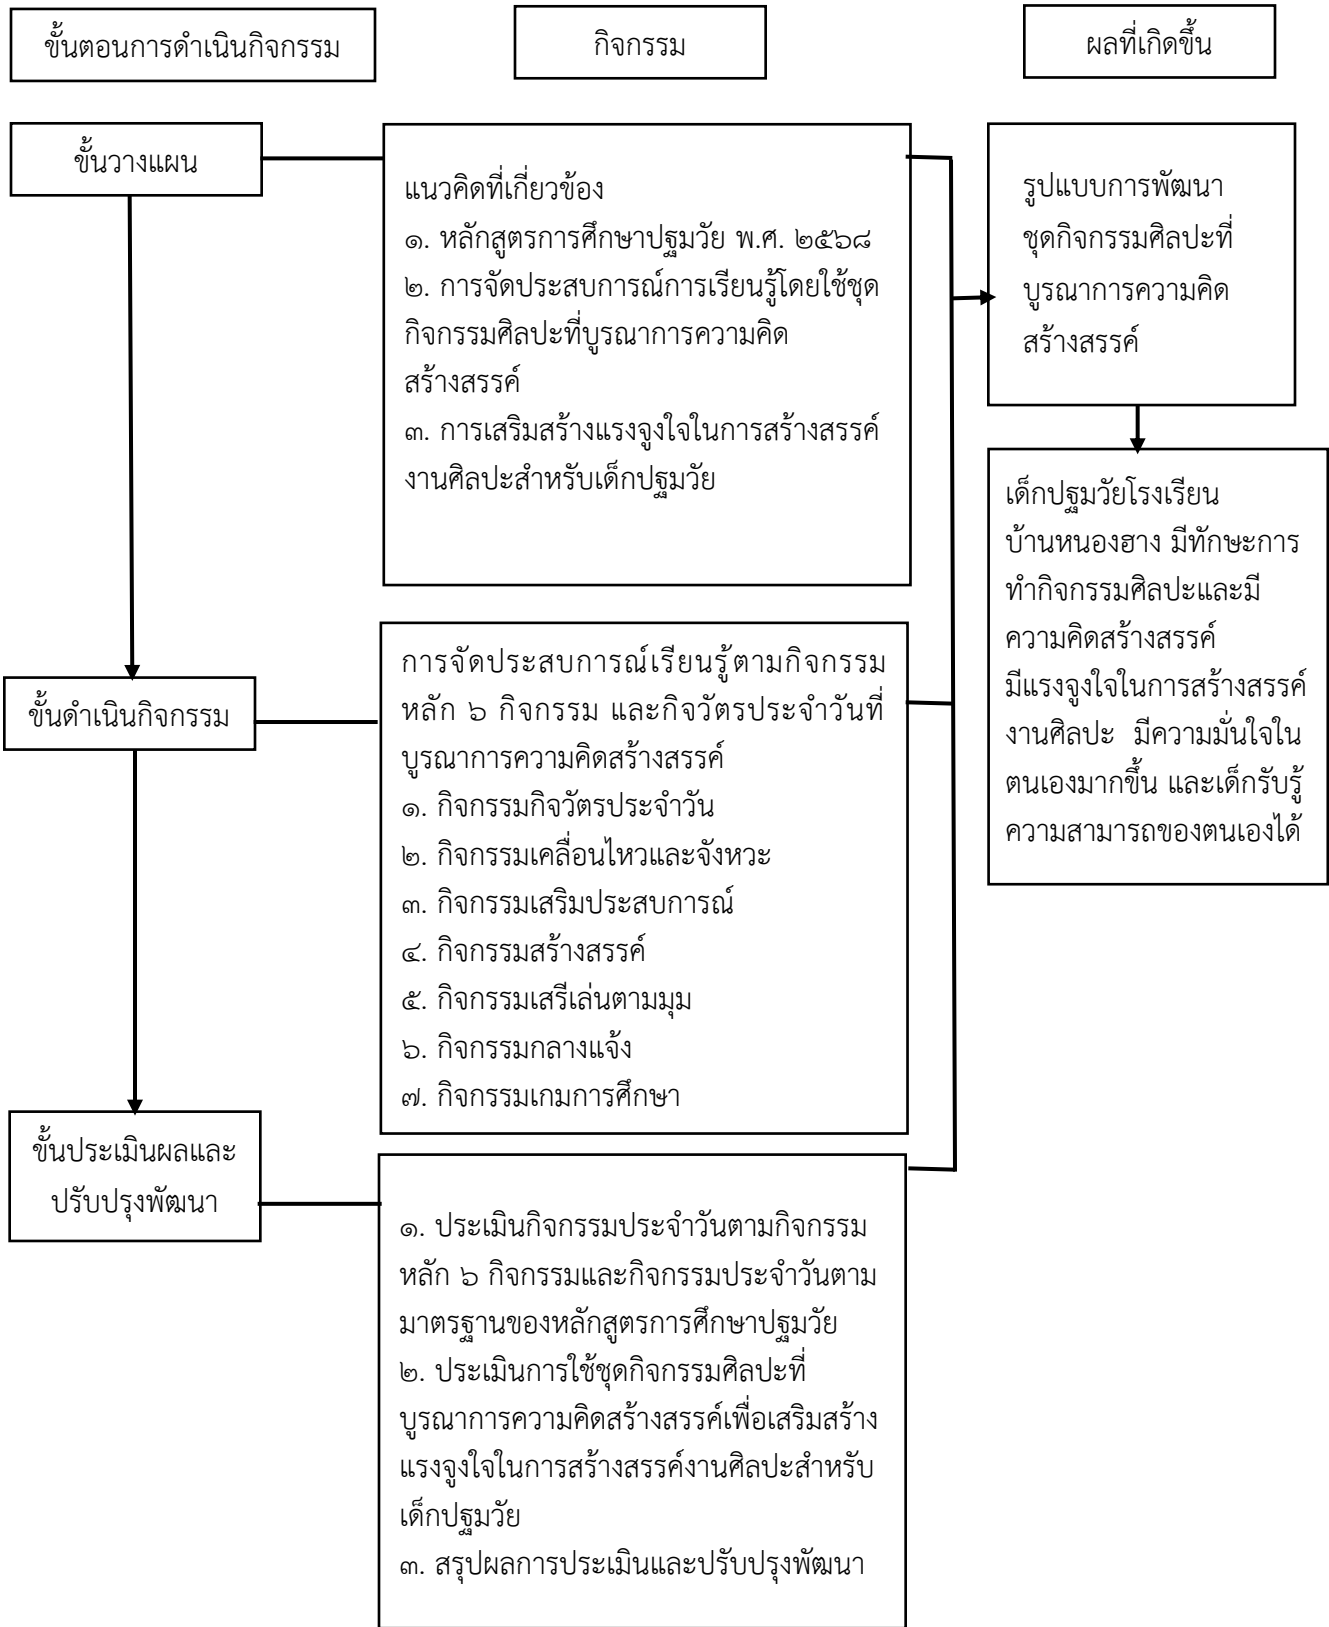 ขั้นตอนการดำเนินกิจกรรม
กิจกรรม
ผลที่เกิดขึ้น
ขั้นวางแผน
แนวคิดที่เกี่ยวข้อง
๑. หลักสูตรการศึกษาปฐมวัย พ.ศ. ๒๕๖๘
๒. การจัดประสบการณ์การเรียนรู้โดยใช้ชุด
กิจกรรมศิลปะที่บูรณาการความคิด
สร้างสรรค์
๓. การเสริมสร้างแรงจูงใจในการสร้างสรรค์
งานศิลปะสำหรับเด็กปฐมวัย
รูปแบบการพัฒนา
ชุดกิจกรรมศิลปะที่
บูรณาการความคิด
สร้างสรรค์
เด็กปฐมวัยโรงเรียน
บ้านหนองฮาง มีทักษะการ
ทำกิจกรรมศิลปะและมี
ความคิดสร้างสรรค์
มีแรงจูงใจในการสร้างสรรค์
งานศิลปะ มีความมั่นใจใน
ตนเองมากขึ้น และเด็กรับรู้
ความสามารถของตนเองได้
ขั้นดำเนินกิจกรรม
การจัดประสบการณ์เรียนรู้ตามกิจกรรม
หลัก ๖ กิจกรรม และกิจวัตรประจำวันที่
บูรณาการความคิดสร้างสรรค์
๑. กิจกรรมกิจวัตรประจำวัน
๒. กิจกรรมเคลื่อนไหวและจังหวะ
๓. กิจกรรมเสริมประสบการณ์
๔. กิจกรรมสร้างสรรค์
๕. กิจกรรมเสรีเล่นตามมุม
๖. กิจกรรมกลางแจ้ง
๗. กิจกรรมเกมการศึกษา
ขั้นประเมินผลและ
ปรับปรุงพัฒนา
๑. ประเมินกิจกรรมประจำวันตามกิจกรรม
หลัก ๖ กิจกรรมและกิจกรรมประจำวันตาม
มาตรฐานของหลักสูตรการศึกษาปฐมวัย
๒. ประเมินการใช้ชุดกิจกรรมศิลปะที่
บูรณาการความคิดสร้างสรรค์เพื่อเสริมสร้าง
แรงจูงใจในการสร้างสรรค์งานศิลปะสำหรับ
เด็กปฐมวัย
๓. สรุปผลการประเมินและปรับปรุงพัฒนา